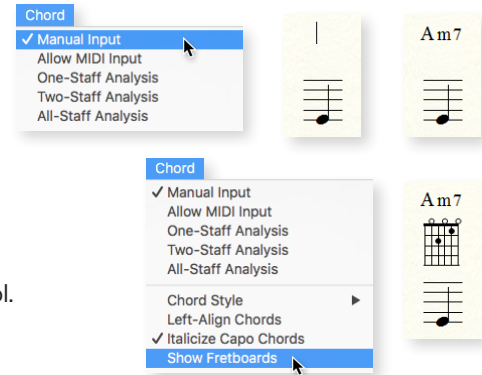 Chord
✓ Manual Input
Allow MIDI Input
One-Staff Analysis
Two-Staff Analysis
All-Staff Analysis
Am7
Chord
✓ Manual Input
Allow MIDI Input
One-Staff Analysis
Two-Staff Analysis
All-Staff Analysis
Chord Style ▶
Left-Align Chords
✓ Italicize Capo Chords
Show Fretboards
Am7